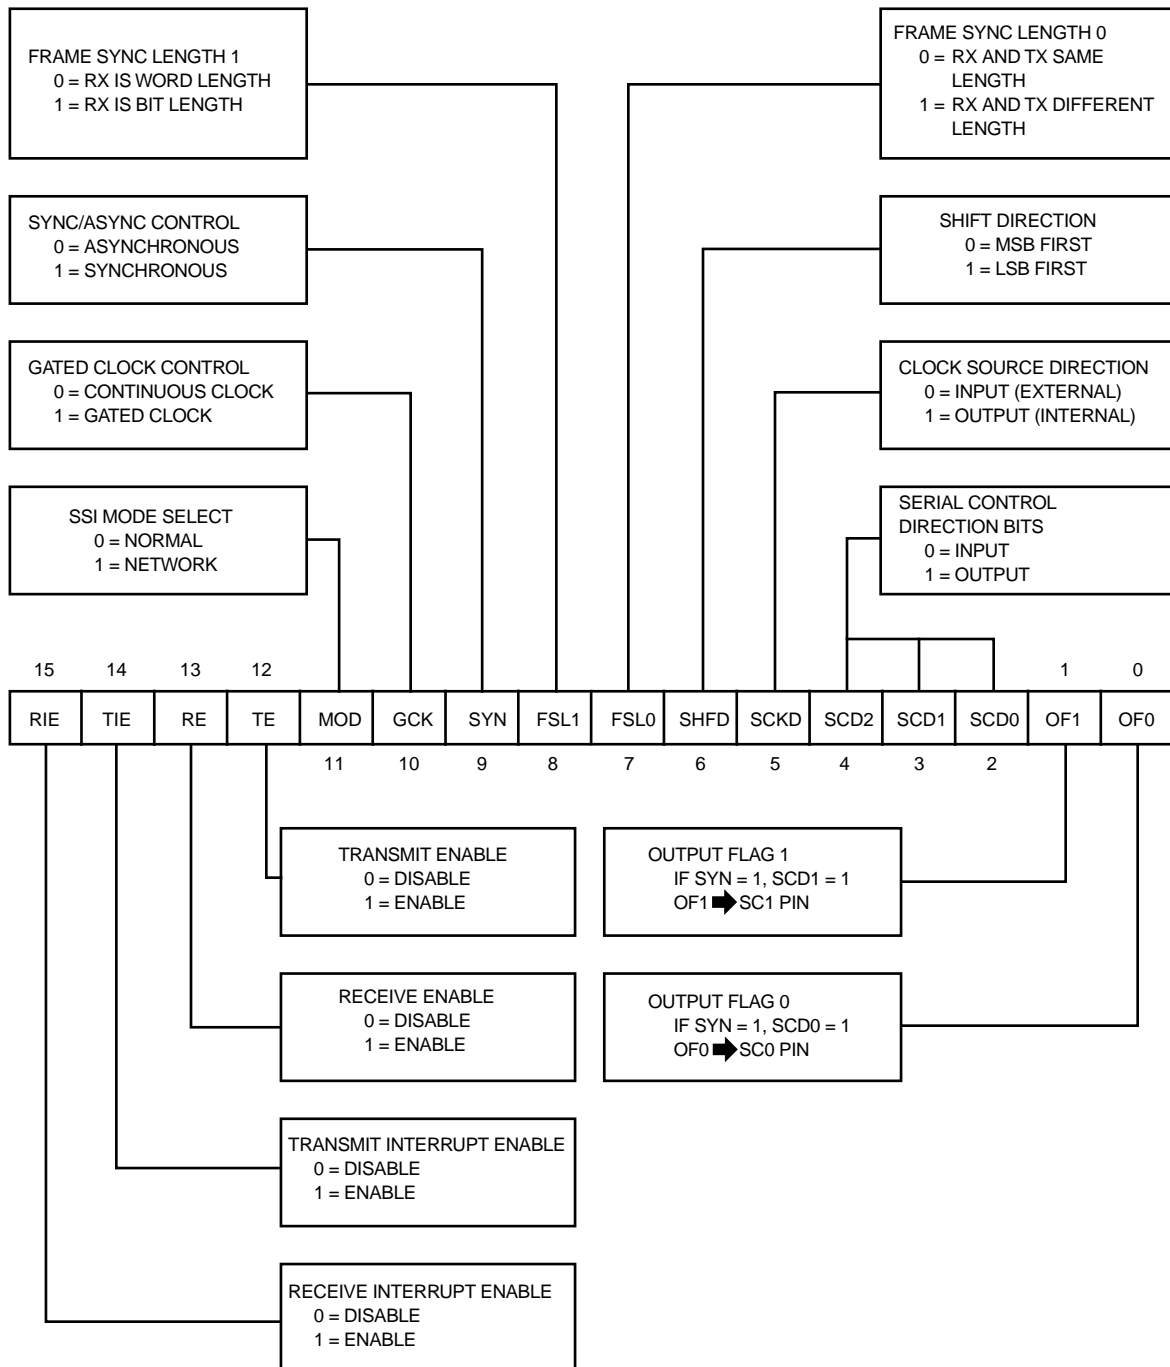 FRAME SYNC LENGTH 1
0 = RX IS WORD LENGTH
1 = RX IS BIT LENGTH
FRAME SYNC LENGTH 0
0 = RX AND TX SAME
LENGTH
1 = RX AND TX DIFFERENT
LENGTH
SYNC/ASYNC CONTROL
0 = ASYNCHRONOUS
1 = SYNCHRONOUS
SHIFT DIRECTION
0 = MSB FIRST
1 = LSB FIRST
GATED CLOCK CONTROL
0 = CONTINUOUS CLOCK
1 = GATED CLOCK
CLOCK SOURCE DIRECTION
0 = INPUT (EXTERNAL)
1 = OUTPUT (INTERNAL)
SSI MODE SELECT
0 = NORMAL
1 = NETWORK
SERIAL CONTROL
DIRECTION BITS
0 = INPUT
1 = OUTPUT
15 14 13 12 1 0
RIE TIE RE TE MOD GCK SYN FSL1 FSL0 SHFD SCKD SCD2 SCD1 SCD0 OF1 OF0
11 10 9 8 7 6 5 4 3 2
TRANSMIT ENABLE
0 = DISABLE
1 = ENABLE
OUTPUT FLAG 1
IF SYN = 1, SCD1 = 1
OF1 ➡ SC1 PIN
RECEIVE ENABLE
0 = DISABLE
1 = ENABLE
OUTPUT FLAG 0
IF SYN = 1, SCD0 = 1
OF0 ➡ SC0 PIN
TRANSMIT INTERRUPT ENABLE
0 = DISABLE
1 = ENABLE
RECEIVE INTERRUPT ENABLE
0 = DISABLE
1 = ENABLE